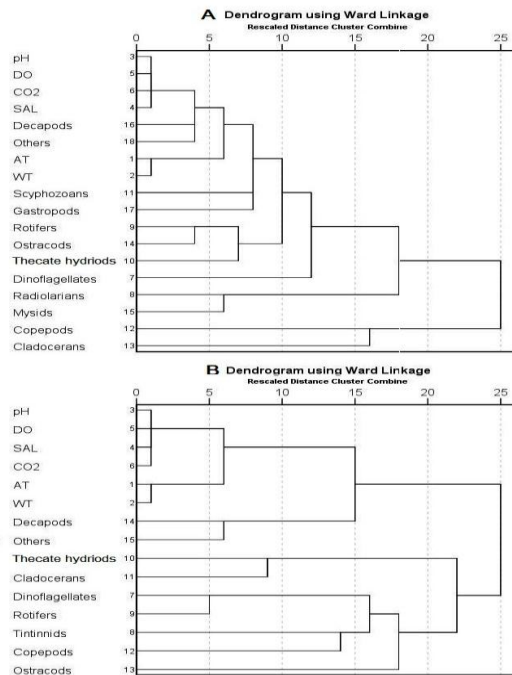 A Dendrogram using Ward Linkage
Rescaled Distance Cluster Combine
0 5 10 15 20 25
pH 3
DO 5
CO2 6
SAL 4
Decapods 16
Others 18
AT 1
WT 2
Scyphozoans 11
Gastropods 17
Rotifers 9
Ostracods 14
Thecate hydriods 10
Dinoflagellates 7
Radiolarians 8
Mysids 15
Copepods 12
Cladocerans 13
B Dendrogram using Ward Linkage
Rescaled Distance Cluster Combine
0 5 10 15 20 25
pH 3
DO 5
SAL 4
CO2 6
AT 1
WT 2
Decapods 14
Others 15
Thecate hydriods 10
Cladocerans 11
Dinoflagellates 7
Rotifers 9
Tintinnids 8
Copepods 12
Ostracods 13